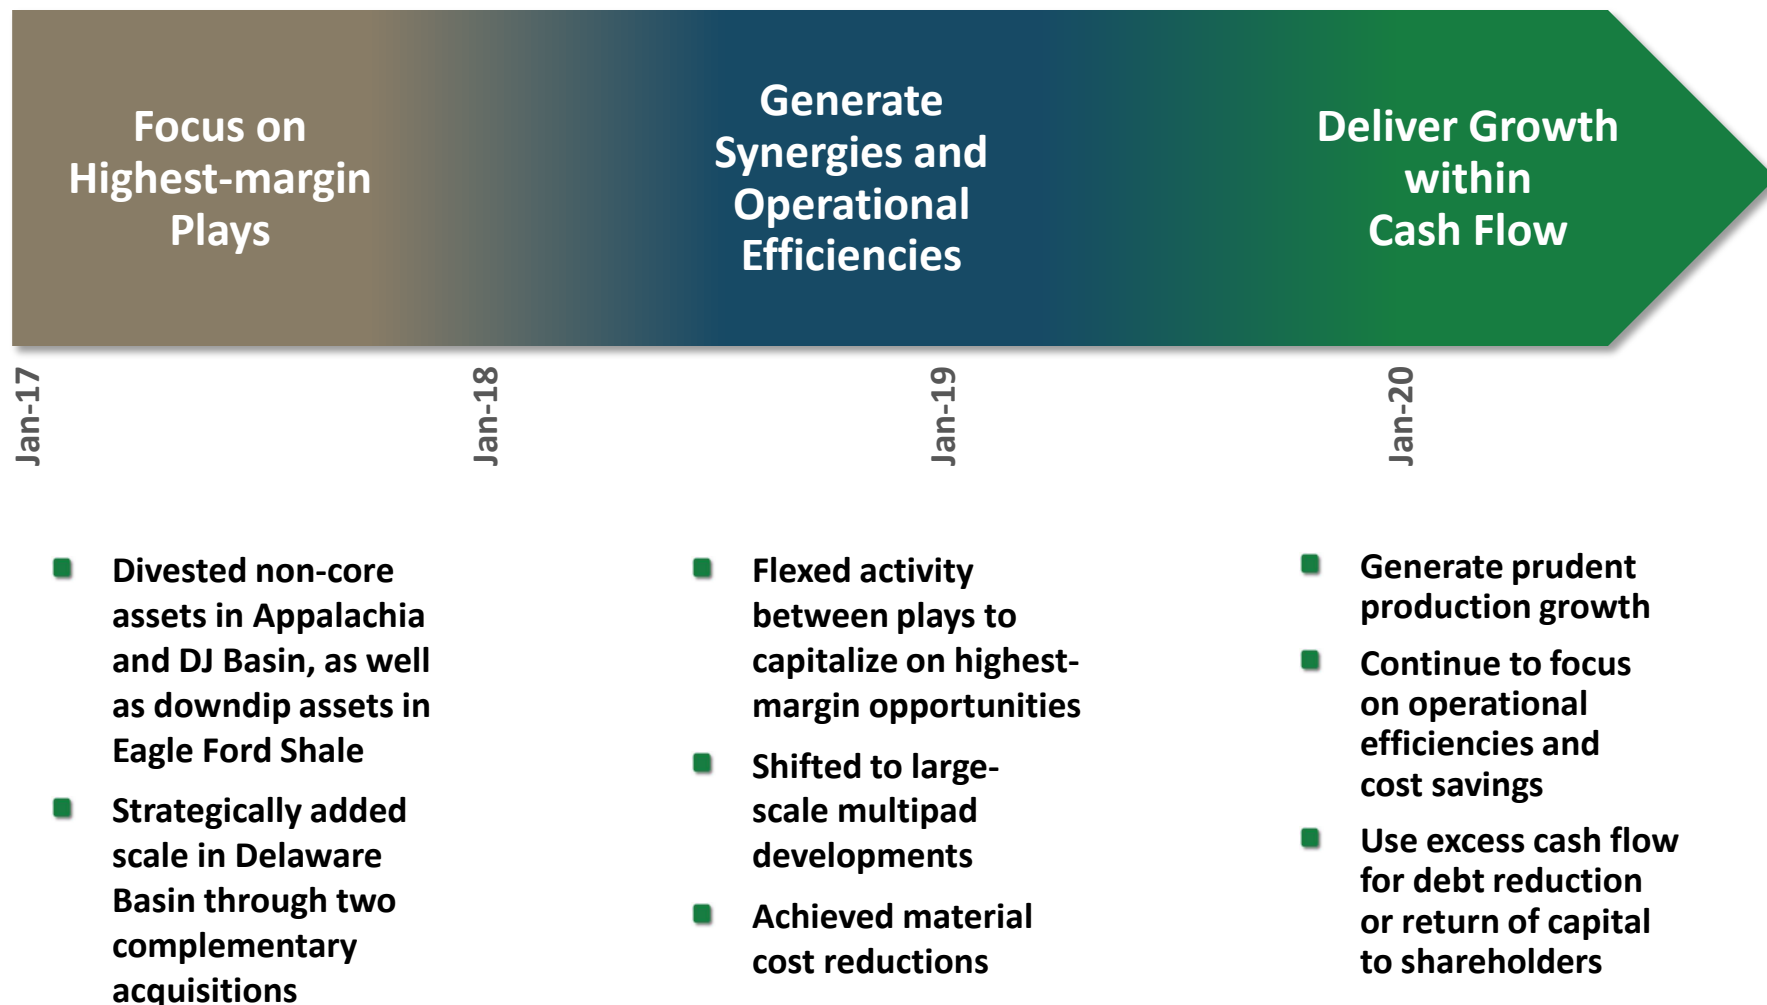 Focus on
Highest-margin
Plays
Generate
Synergies and
Operational
Efficiencies
Deliver Growth
within
Cash Flow
Jan-17
Jan-18
Jan-19
Jan-20
Divested non-core
assets in Appalachia
and DJ Basin, as well
as downdip assets in
Eagle Ford Shale
Strategically added
scale in Delaware
Basin through two
complementary
acquisitions
Flexed activity
between plays to
capitalize on highest-
margin opportunities
Shifted to large-
scale multipad
developments
Achieved material
cost reductions
Generate prudent
production growth
Continue to focus
on operational
efficiencies and
cost savings
Use excess cash flow
for debt reduction
or return of capital
to shareholders